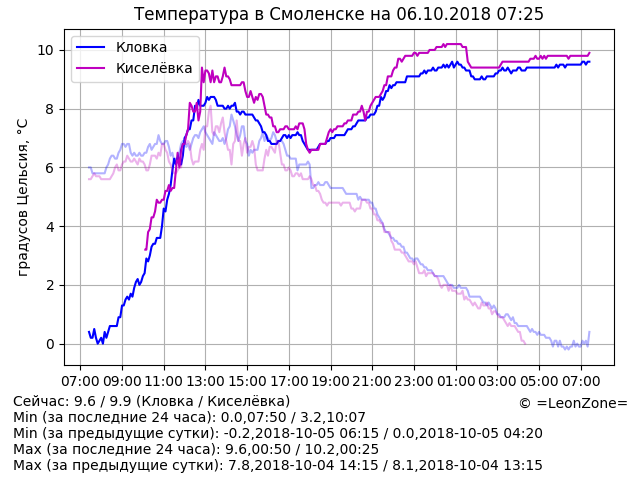 Температура в Смоленске на 06.10.2018 07:25
Кловка
Киселёвка
градусов Цельсия, °C
10
8
6
4
2
0
07:00 09:00 11:00 13:00 15:00 17:00 19:00 21:00 23:00 01:00 03:00 05:00 07:00
Сейчас: 9.6 / 9.9 (Кловка / Киселёвка)
© =LeonZone=
Min (за последние 24 часа): 0.0,07:50 / 3.2,10:07
Min (за предыдущие сутки): -0.2,2018-10-05 06:15 / 0.0,2018-10-05 04:20
Max (за последние 24 часа): 9.6,00:50 / 10.2,00:25
Max (за предыдущие сутки): 7.8,2018-10-04 14:15 / 8.1,2018-10-04 13:15